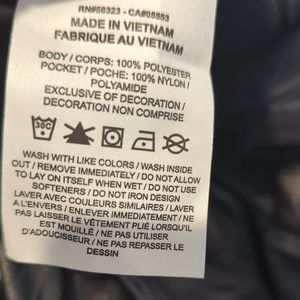 RN#56323 - CA#05553
MADE IN VIETNAM
FABRIQUE AU VIETNAM
BODY / CORPS: 100% POLYESTER
POCKET / POCHE: 100% NYLON /
POLYAMIDE
EXCLUSIVE OF DECORATION /
DECORATION NON COMPRISE
30C
WASH WITH LIKE COLORS / WASH INSIDE
OUT / REMOVE IMMEDIATELY / DO NOT ALLOW
TO LAY ON ITSELF WHEN WET / DO NOT USE
SOFTENERS / DO NOT IRON DESIGN
LAVER AVEC COULEURS SIMILAIRES / LAVER
A L'ENVERS / ENLEVER IMMEDIATEMENT / NE
PAS LAISSER LE VÊTEMENT PLIÉ LORSQU'IL
EST MOUILLÉ / NE PAS UTILISER
D'ADOUCISSEUR / NE PAS REPASSER LE
DESSIN